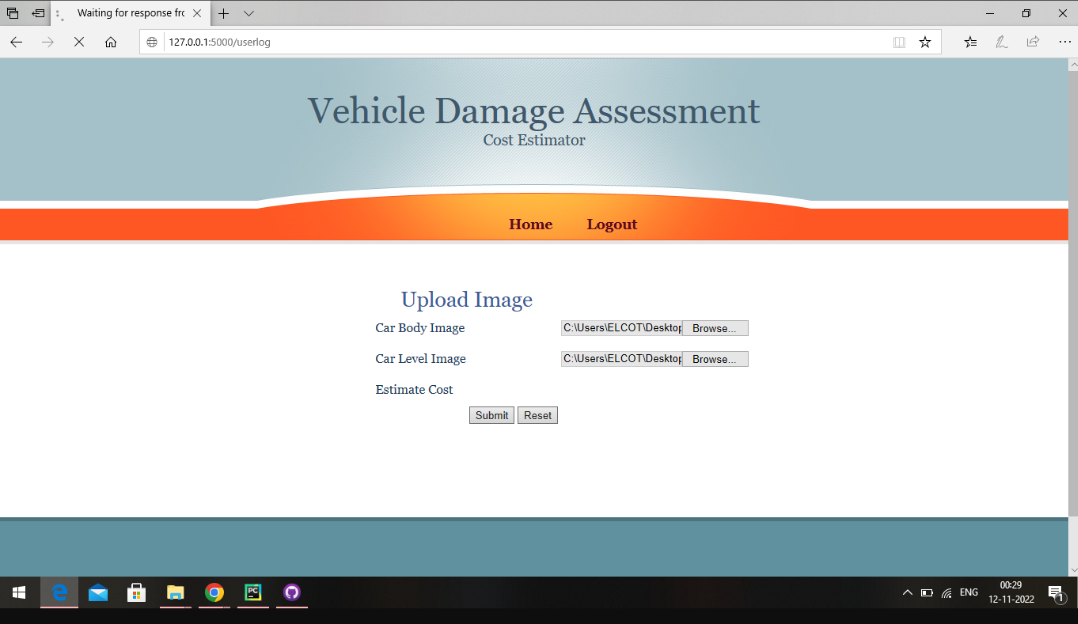 Waiting for response fro
127.0.0.1:5000/userlog
Vehicle Damage Assessment
Cost Estimator
Home Logout
Upload Image
Car Body Image C:\Users\ELCOT\Desktop Browse...
Car Level Image C:\Users\ELCOT\Desktop Browse...
Estimate Cost
Submit Reset
PC
ENG
00:29
12-11-2022
1